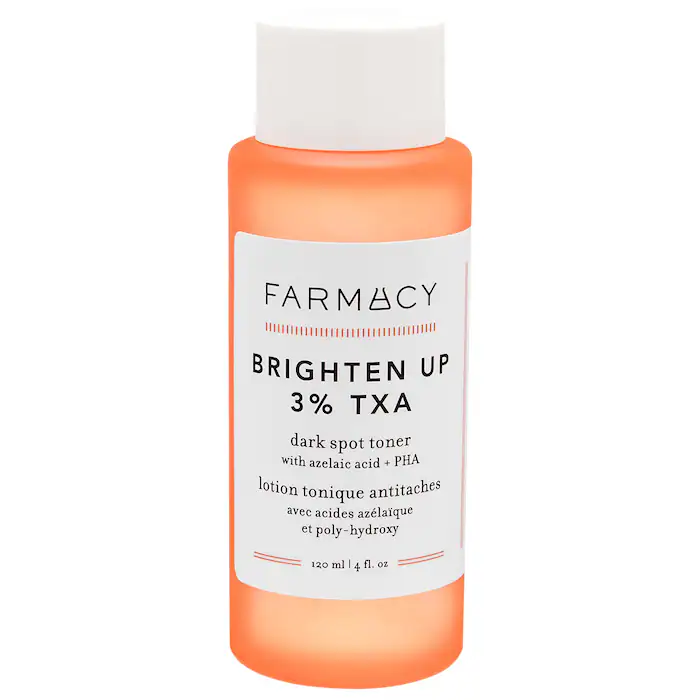 FARMACY
BRIGHTEN UP
3% TXA
dark spot toner
with azelaic acid + PHA
lotion tonique antitaches
avec acides azélaïque
et poly-hydroxy
120 ml | 4 fl. oz